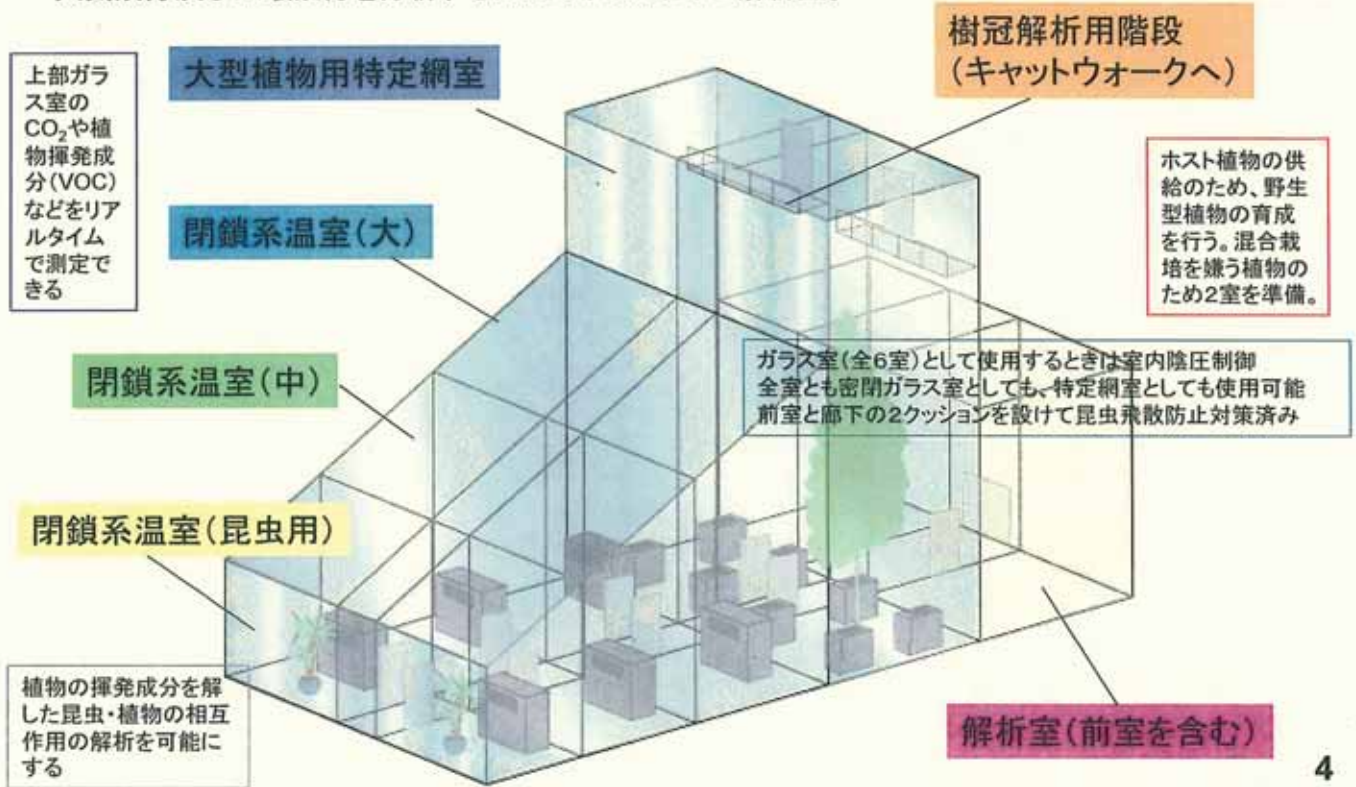 樹冠解析用階段
(キャットウォークへ)
大型植物用特定網室
上部ガラ
ス室の
CO₂や植
物揮発成
分(VOC)
などをリア
ルタイム
で測定で
きる
ホスト植物の供
給のため、野生
型植物の育成
を行う。混合栽
培を嫌う植物の
ため2室を準備。
閉鎖系温室(大)
ガラス室(全6室)として使用するときは室内陰圧制御
全室とも密閉ガラス室としても、特定網室としても使用可能
前室と廊下の2クッションを設けて昆虫飛散防止対策済み
閉鎖系温室(中)
閉鎖系温室(昆虫用)
植物の揮発成分を解
した昆虫・植物の相互
作用の解析を可能に
する
解析室(前室を含む)
4